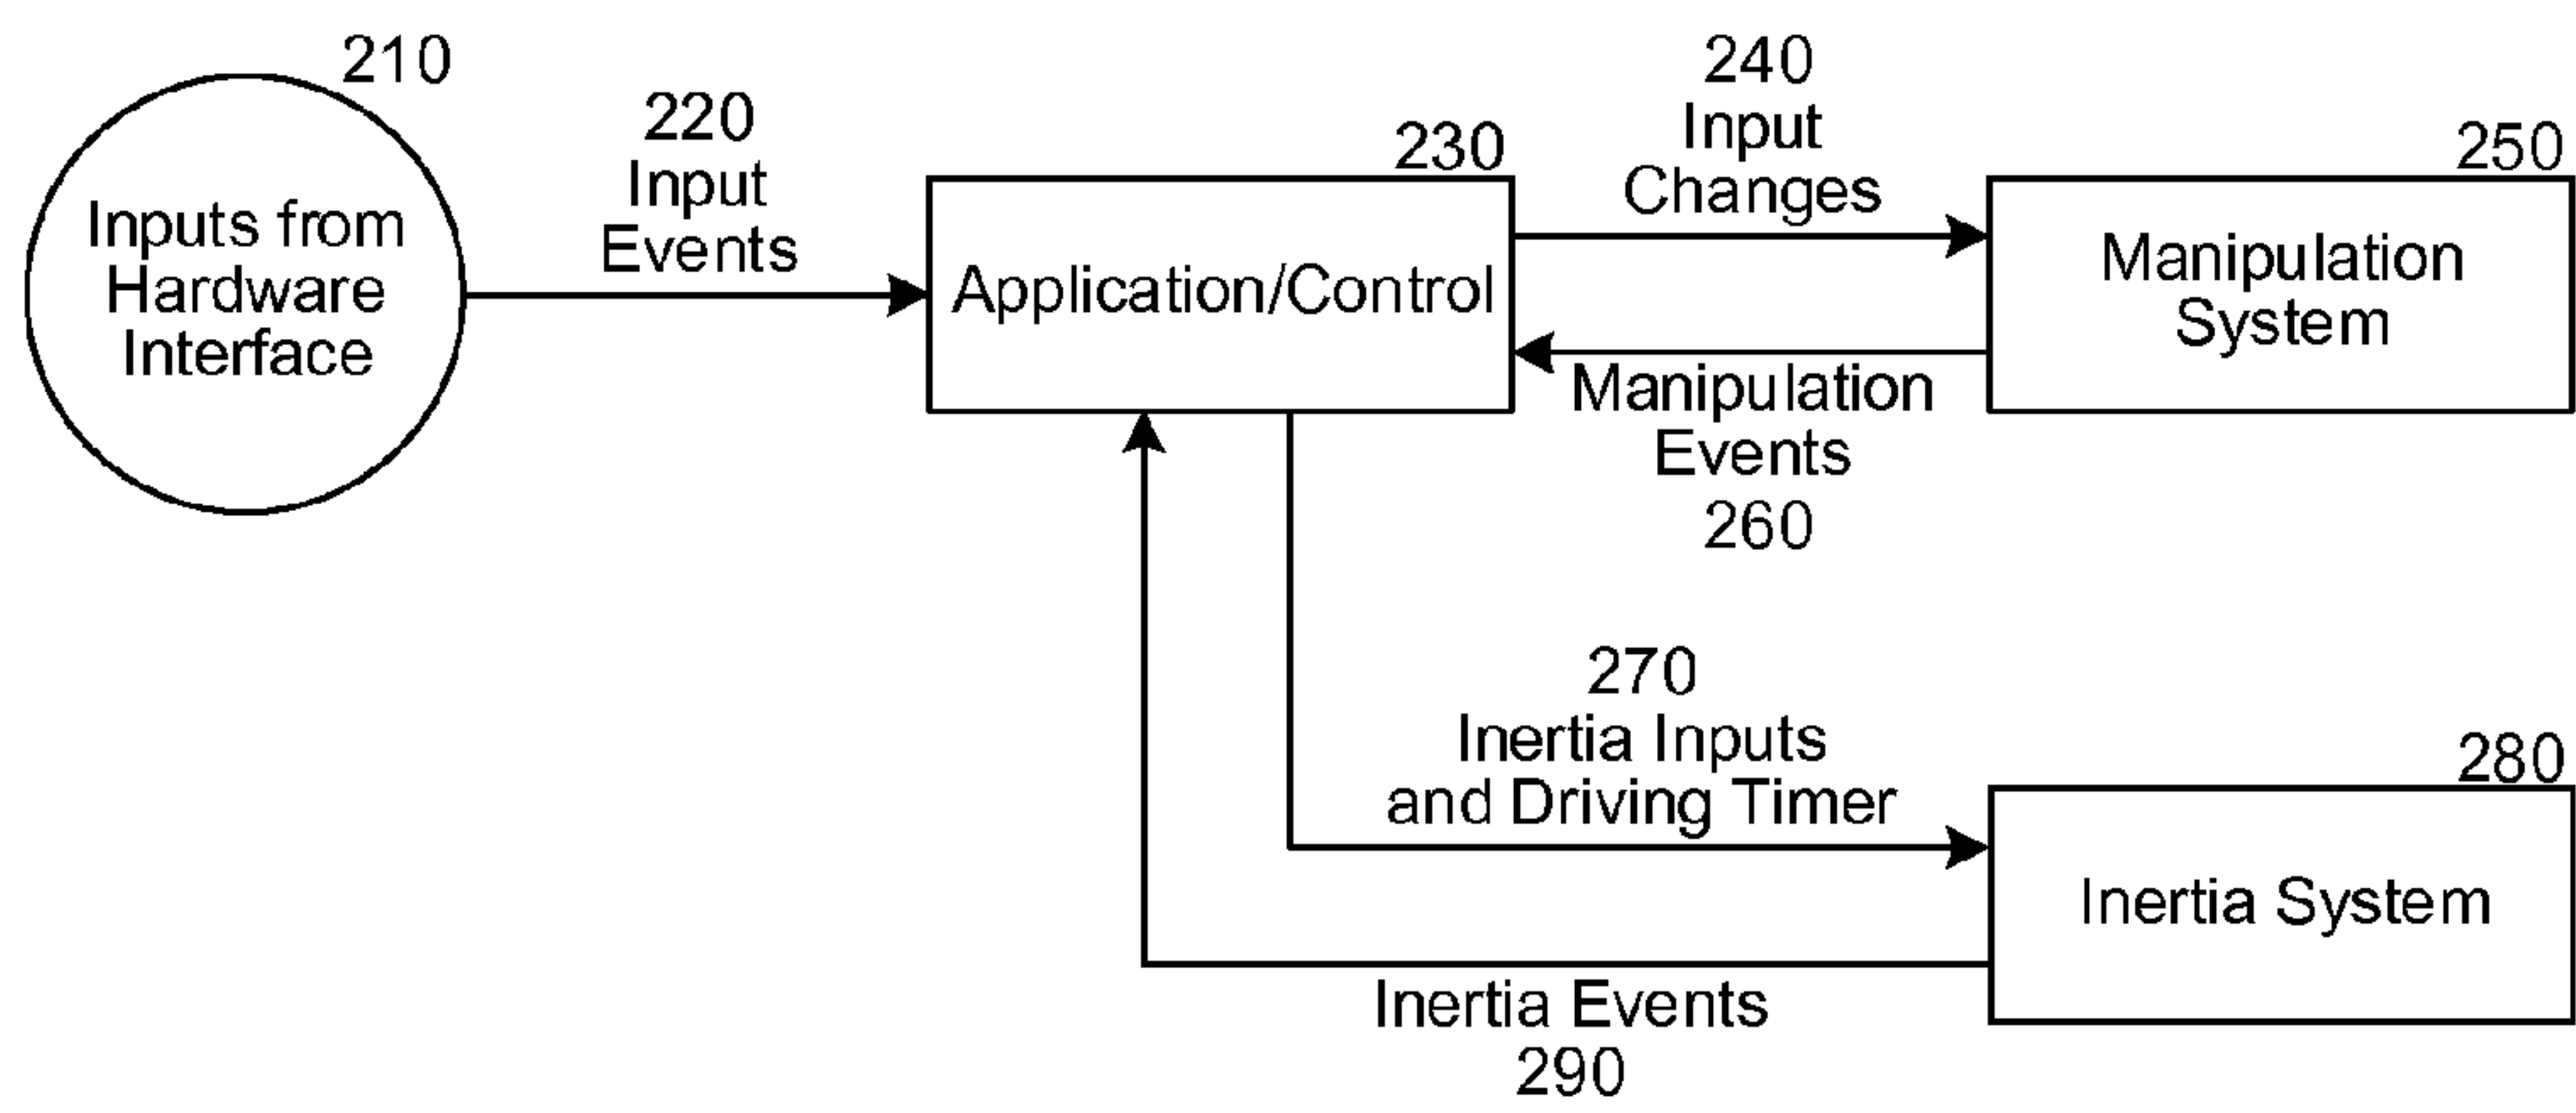 210
Inputs from
Hardware
Interface
220
Input
Events
230
Application/Control
240
Input
Changes
250
Manipulation
System
Manipulation
Events
260
270
Inertia Inputs
and Driving Timer
280
Inertia System
Inertia Events
290